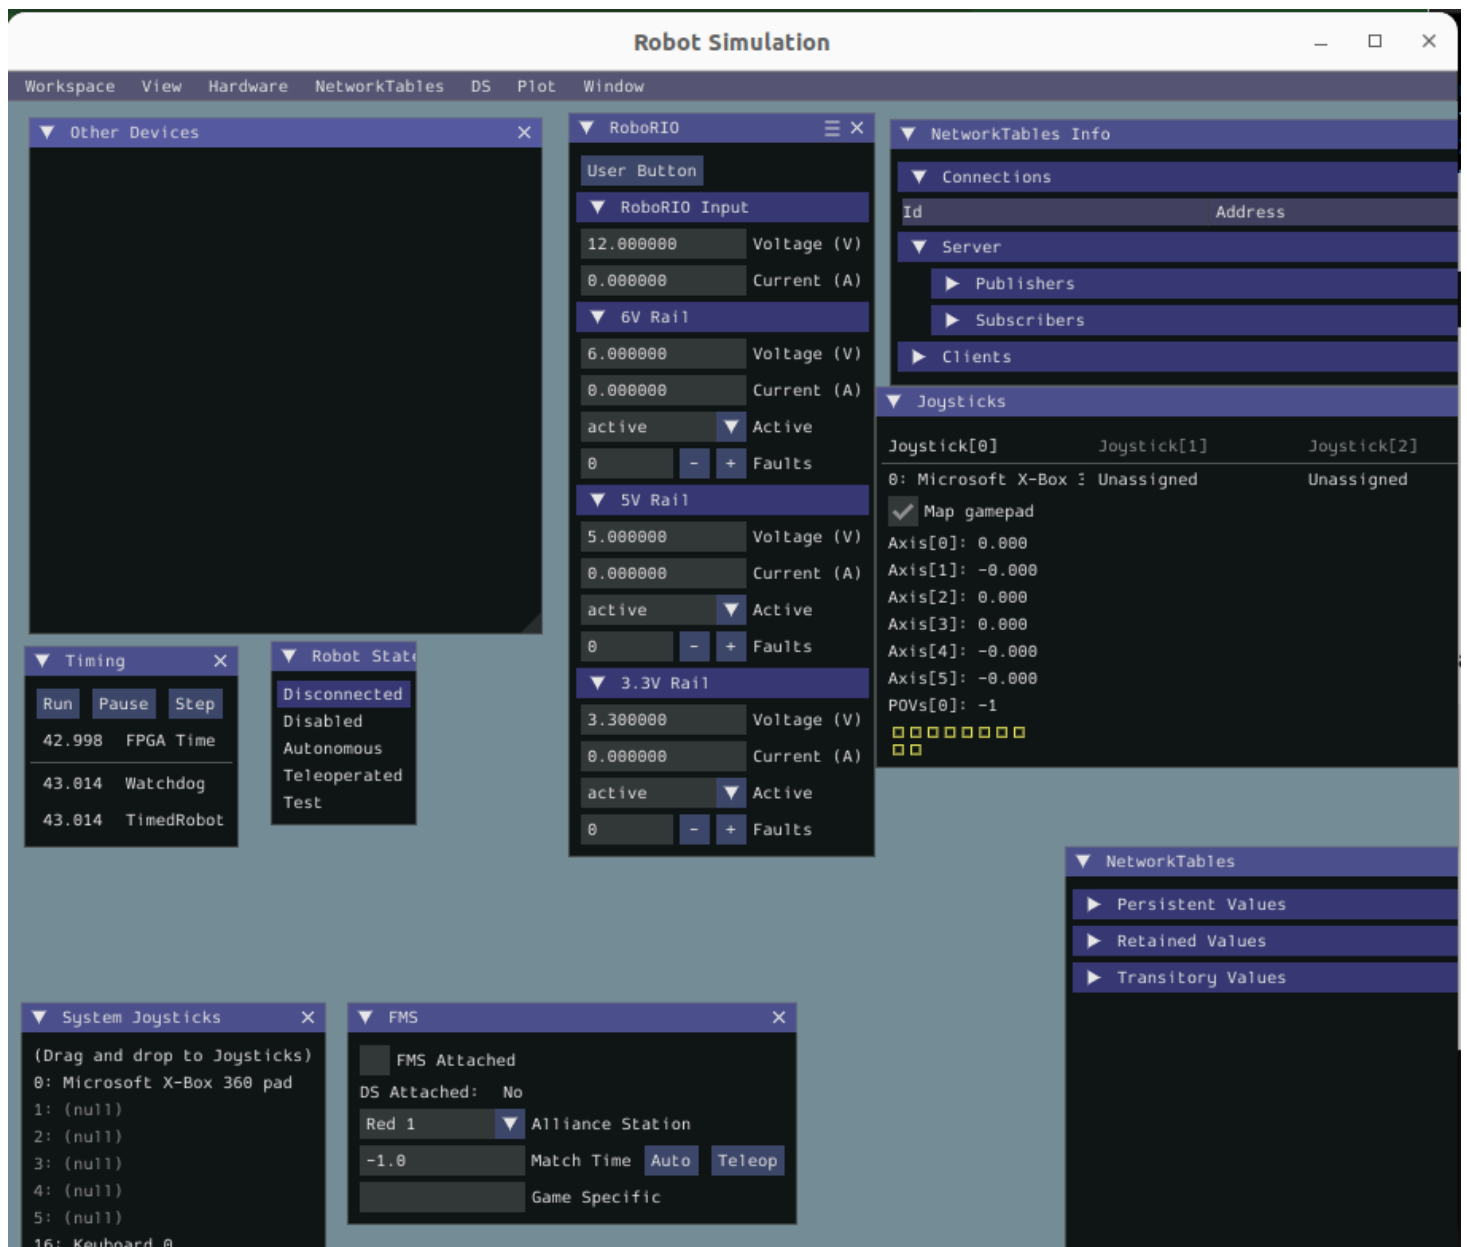 Robot Simulation
Workspace View Hardware NetworkTables DS Plot Window
Other Devices
RoboRIO
User Button
RoboRIO Input
12.000000 Voltage (V)
0.000000 Current (A)
6V Rail
6.000000 Voltage (V)
0.000000 Current (A)
active Active
0 - + Faults
5V Rail
5.000000 Voltage (V)
0.000000 Current (A)
active Active
0 - + Faults
3.3V Rail
3.300000 Voltage (V)
0.000000 Current (A)
active Active
0 - + Faults
NetworkTables Info
Connections
Id Address
Server
Publishers
Subscribers
Clients
Joysticks
Joystick[0] Joystick[1] Joystick[2]
0: Microsoft X-Box Unassigned Unassigned
Map gamepad
Axis[0]: 0.000
Axis[1]: -0.000
Axis[2]: 0.000
Axis[3]: 0.000
Axis[4]: -0.000
Axis[5]: -0.000
POVs[0]: -1
Timing
Run Pause Step
42.998 FPGA Time
43.014 Watchdog
43.014 TimedRobot
Robot State
Disconnected
Disabled
Autonomous
Teleoperated
Test
NetworkTables
Persistent Values
Retained Values
Transitory Values
System Joysticks
(Drag and drop to Joysticks)
0: Microsoft X-Box 360 pad
1: (null)
2: (null)
3: (null)
4: (null)
5: (null)
16: Keyboard 0
FMS
FMS Attached
DS Attached: No
Red 1 Alliance Station
-1.0 Match Time Auto Teleop
Game Specific